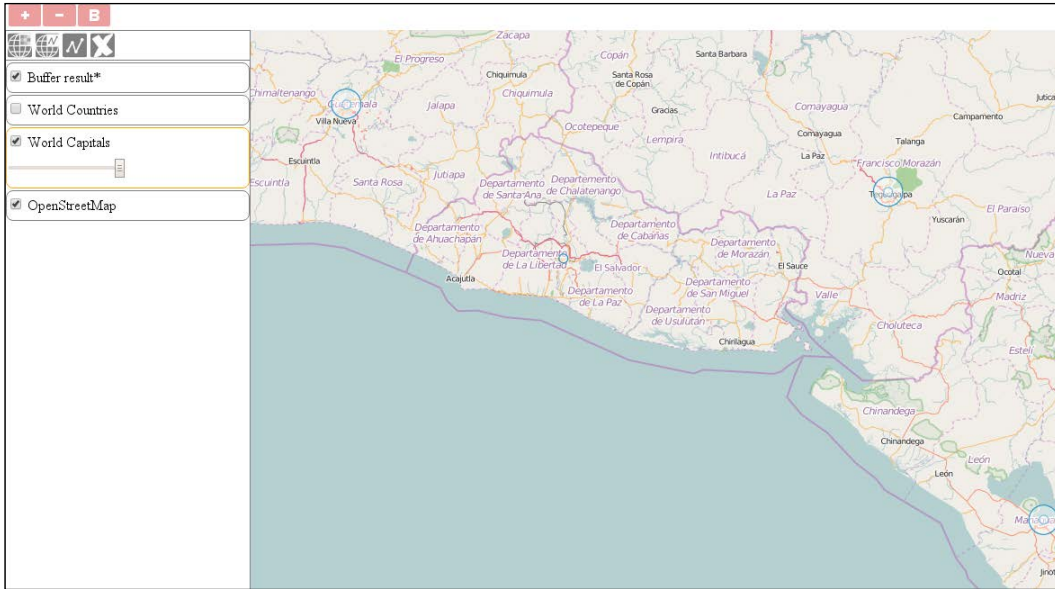 + − B
Buffer result*
World Countries
World Capitals
OpenStreetMap
Zacapa
El Progreso
Copán
Santa Barbara
Chiquimula
Santa Rosa
de Copán
Chimaltenango
Guatemala
Jalapa
Chiquimula
Gracias
Comayagua
Jutica
Villa Nueva
Campamento
Ocotepeque
Lempira
Comayagua
Talanga
Escuintla
Intibucá
La Paz
Francisco Morazán
Escuintla
Santa Rosa
Jutiapa
Departamento
de Santa Ana
Departamento
de Chalatenango
La Paz
Tegucigalpa
El Paraíso
Yuscarán
Departamento
de Ahuachapán
Departamento
de Cabañas
Departamento
de La Libertad
El Salvador
Departamento
de Morazán
El Sauce
Nueva
Ocotal
Acajutla
Departamento
de La Paz
Departamento
de San Miguel
Valle
Madriz
Departamento
de Usulután
Choluteca
Chirilagua
Estelí
Chinandega
Chinandega
León
León
Managua
Jinot